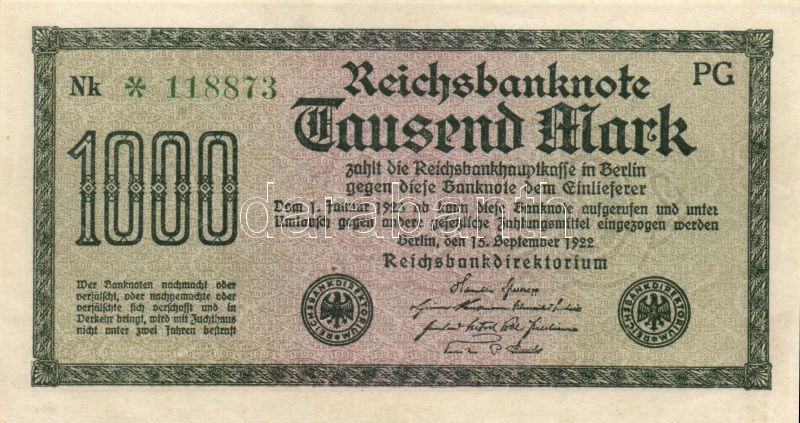 Nk * 118873
Reichsbanknote
PG
Tausend Mark
1000
zahlt die Reichsbankhauptkasse in Berlin
gegen diese Banknote dem Einlieferer
Vom 1. Januar 1923 ab kann diese Banknote aufgerufen und unter
Umtausch gegen andere gesetzliche Zahlungsmittel eingezogen werden
Berlin, den 15. September 1922
Reichsbankdirektorium
Wer Banknoten nachmacht oder
verfälscht, oder nachgemachte oder
verfälschte sich verschafft und in
Verkehr bringt, wird mit Zuchthaus
nicht unter zwei Jahren bestraft
REICHSBANKDIREKTORIUM
REICHSBANKDIREKTORIUM
darabanth